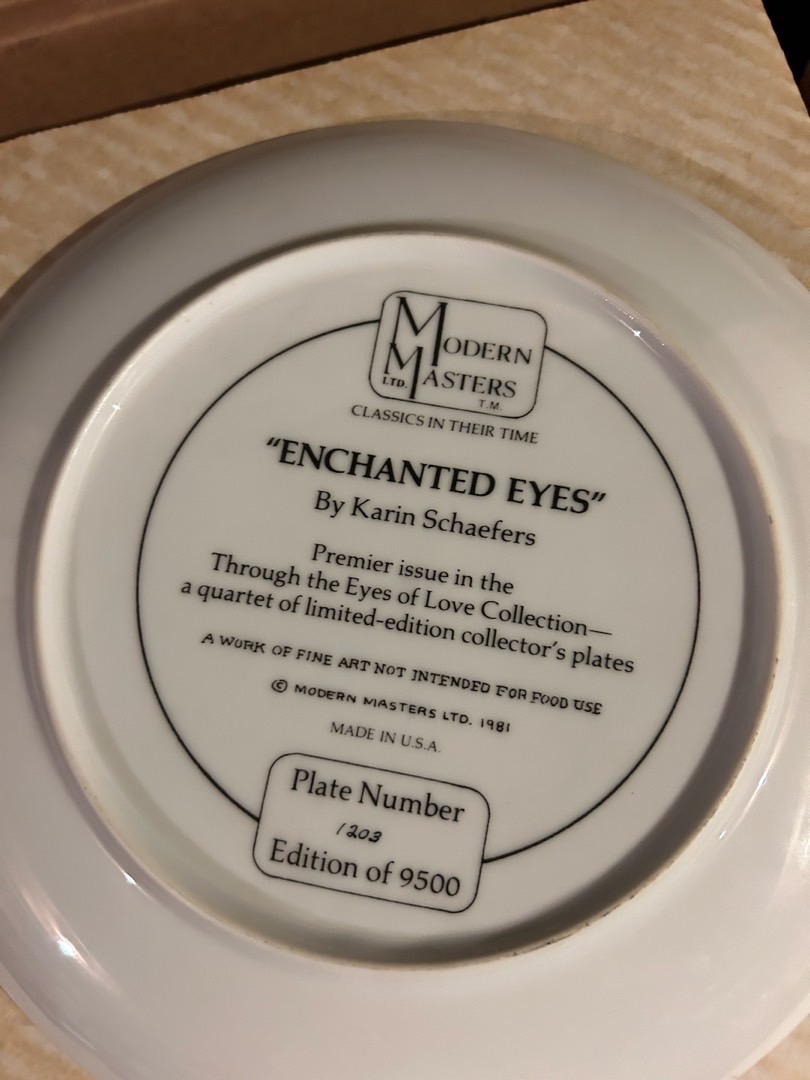 MODERN
MASTERS
LTD.
T.M.
CLASSICS IN THEIR TIME
“ENCHANTED EYES”
By Karin Schaefers
Premier issue in the
Through the Eyes of Love Collection—
a quartet of limited-edition collector’s plates
A WORK OF FINE ART NOT INTENDED FOR FOOD USE
© MODERN MASTERS LTD. 1981
MADE IN U.S.A.
Plate Number
1203
Edition of 9500